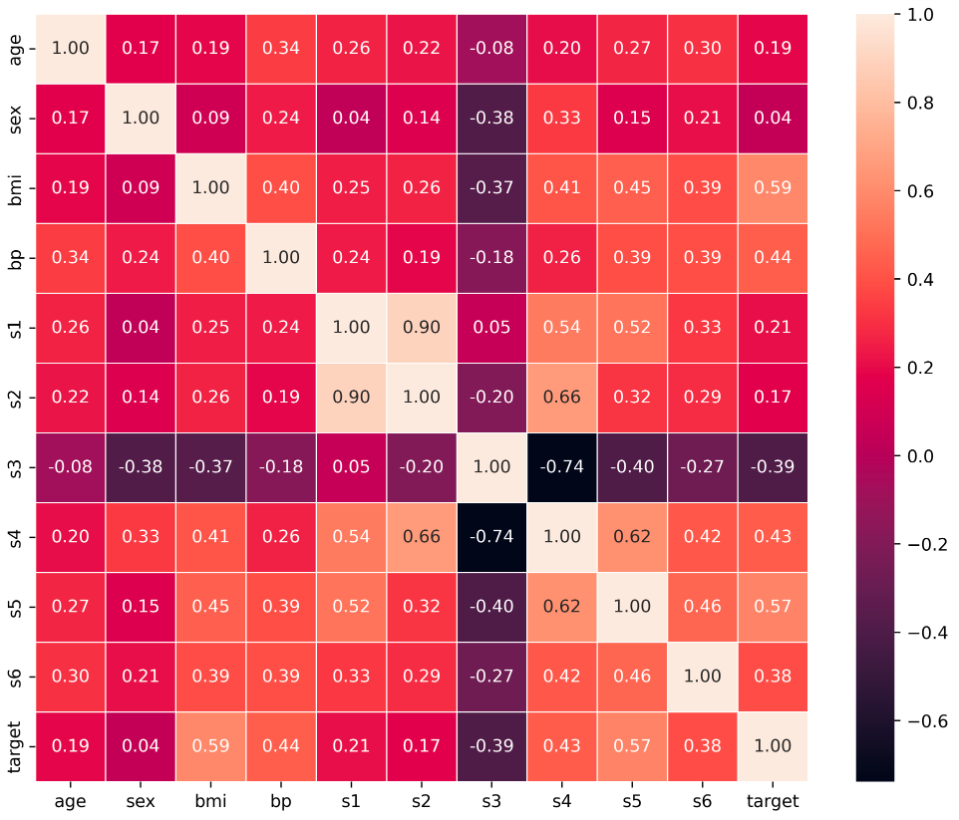 age 1.00 0.17 0.19 0.34 0.26 0.22 -0.08 0.20 0.27 0.30 0.19
sex 0.17 1.00 0.09 0.24 0.04 0.14 -0.38 0.33 0.15 0.21 0.04
bmi 0.19 0.09 1.00 0.40 0.25 0.26 -0.37 0.41 0.45 0.39 0.59
bp 0.34 0.24 0.40 1.00 0.24 0.19 -0.18 0.26 0.39 0.39 0.44
s1 0.26 0.04 0.25 0.24 1.00 0.90 0.05 0.54 0.52 0.33 0.21
s2 0.22 0.14 0.26 0.19 0.90 1.00 -0.20 0.66 0.32 0.29 0.17
s3 -0.08 -0.38 -0.37 -0.18 0.05 -0.20 1.00 -0.74 -0.40 -0.27 -0.39
s4 0.20 0.33 0.41 0.26 0.54 0.66 -0.74 1.00 0.62 0.42 0.43
s5 0.27 0.15 0.45 0.39 0.52 0.32 -0.40 0.62 1.00 0.46 0.57
s6 0.30 0.21 0.39 0.39 0.33 0.29 -0.27 0.42 0.46 1.00 0.38
target 0.19 0.04 0.59 0.44 0.21 0.17 -0.39 0.43 0.57 0.38 1.00
age sex bmi bp s1 s2 s3 s4 s5 s6 target
1.0
0.8
0.6
0.4
0.2
0.0
−0.2
−0.4
−0.6